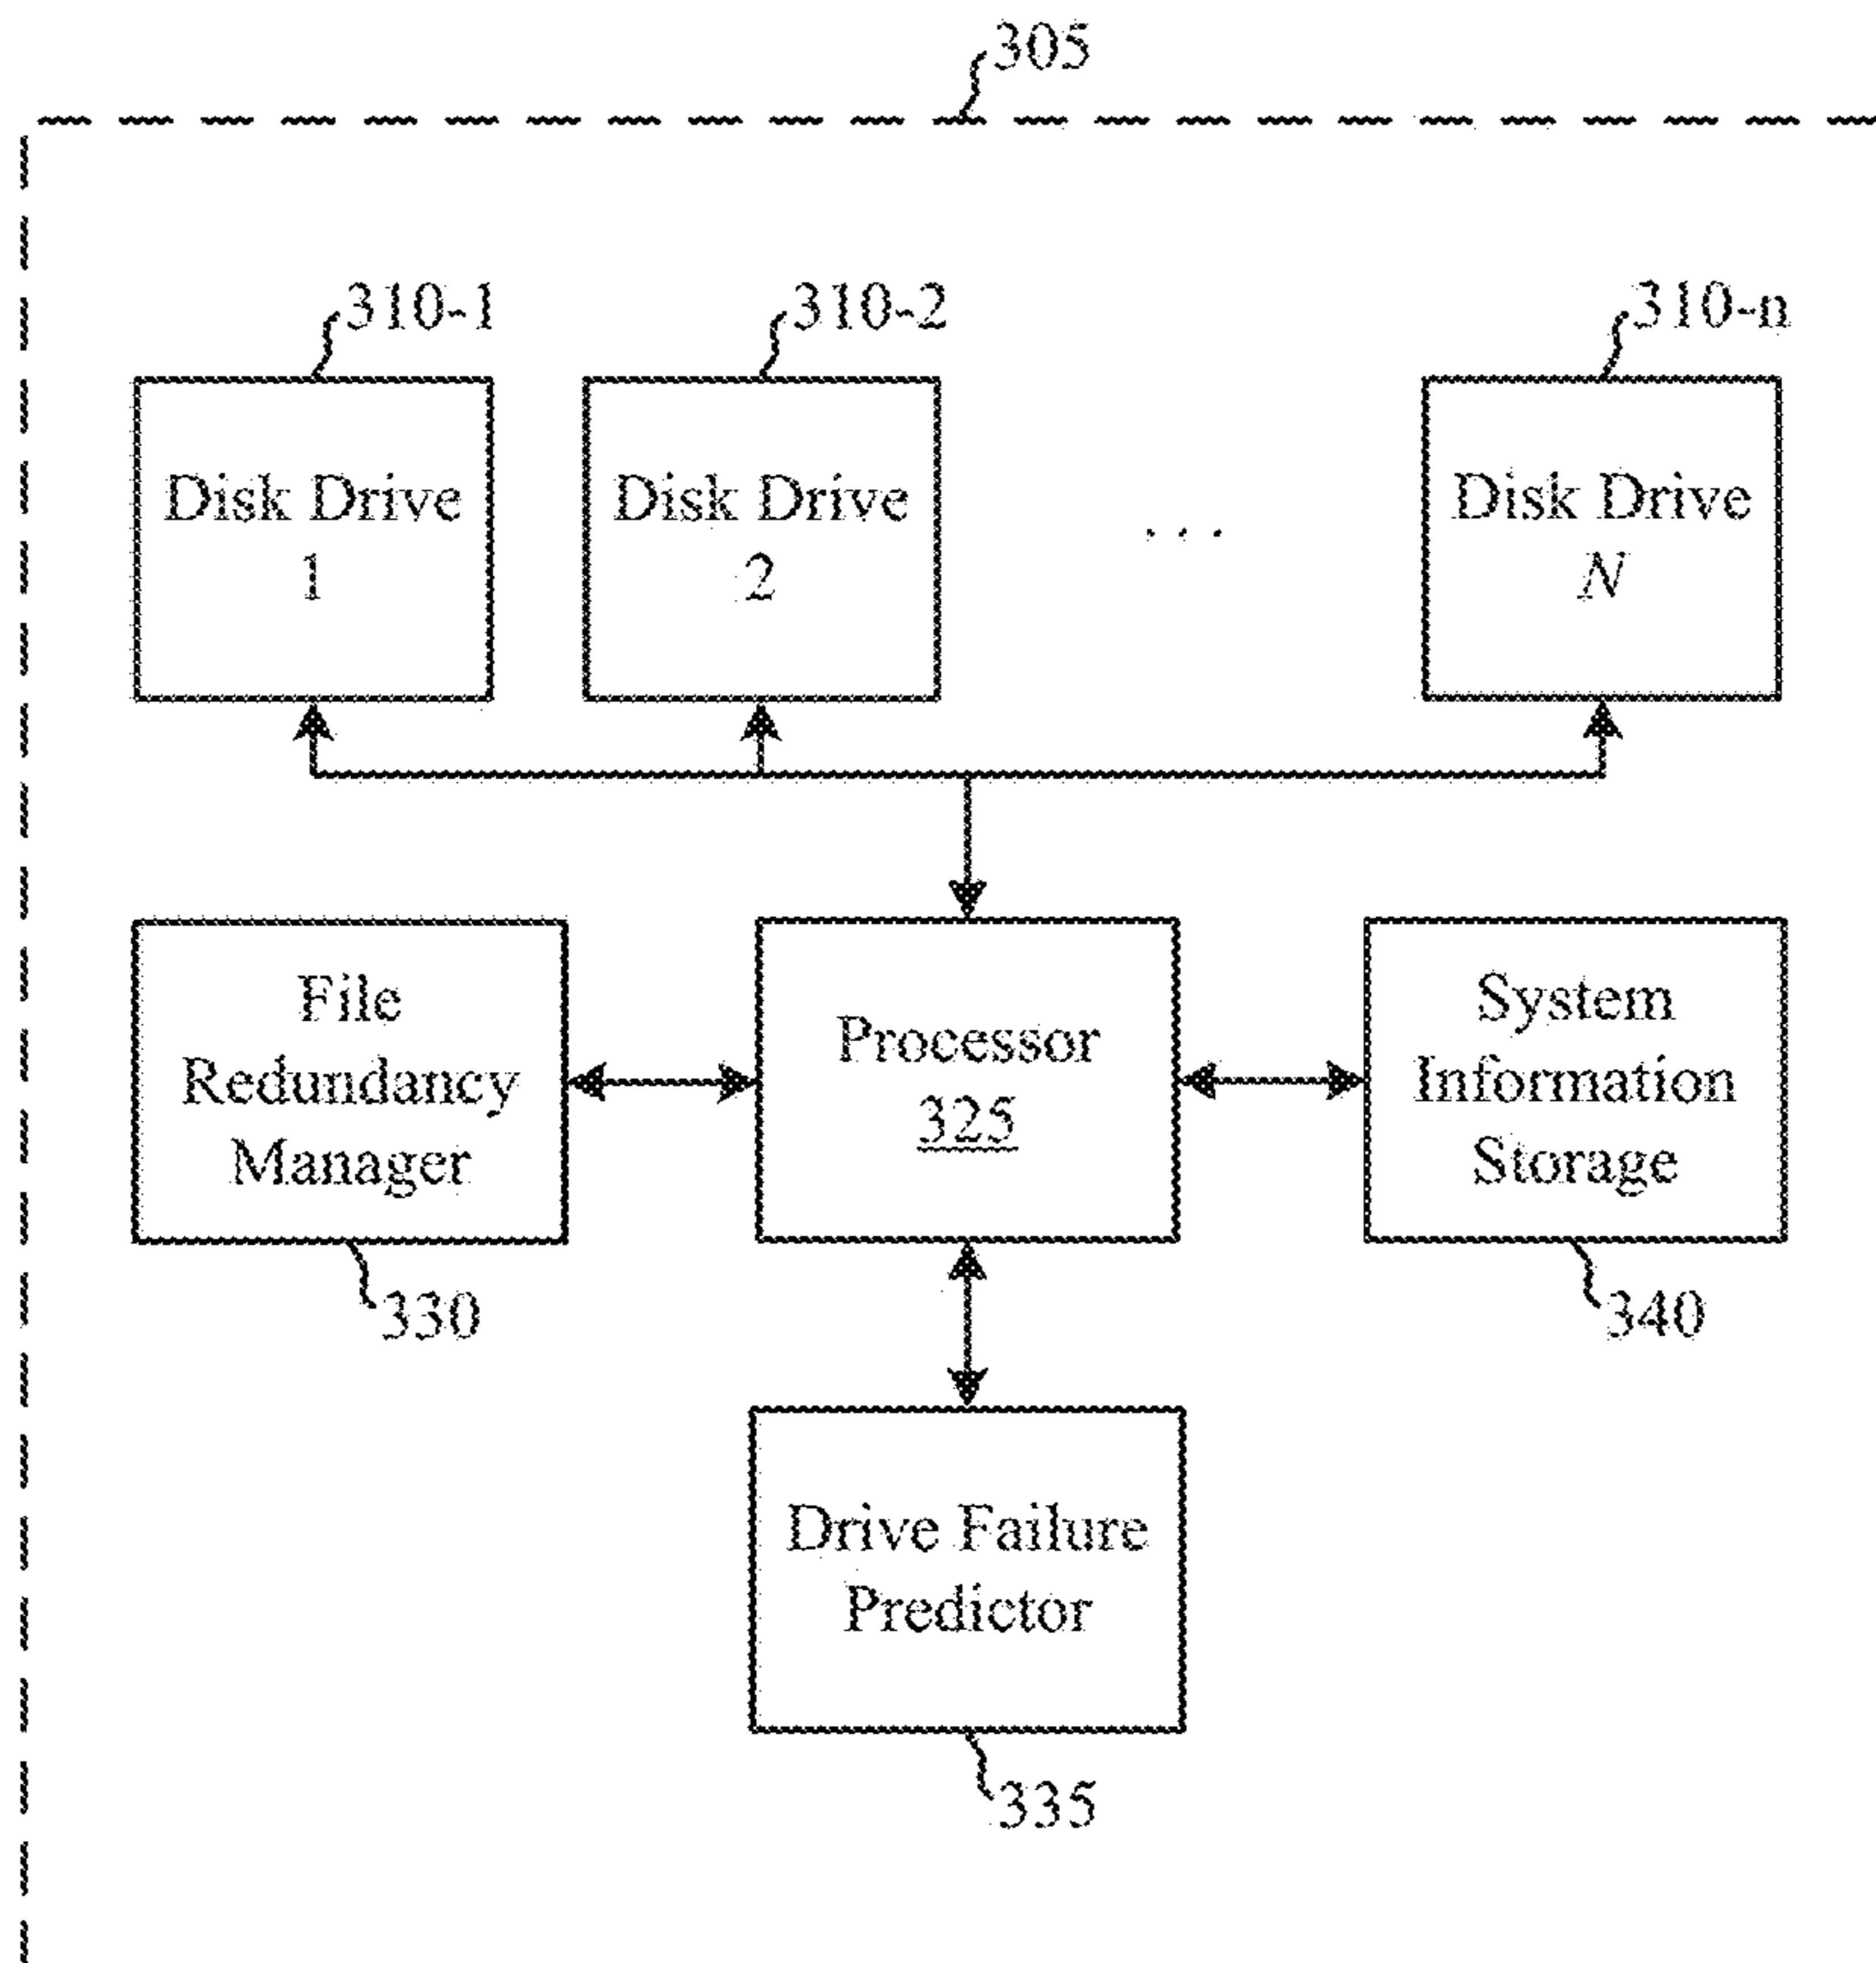 305
310-1
310-2
310-n
Disk Drive
1
Disk Drive
2
. . .
Disk Drive
N
File
Redundancy
Manager
Processor
325
System
Information
Storage
330
340
Drive Failure
Predictor
335